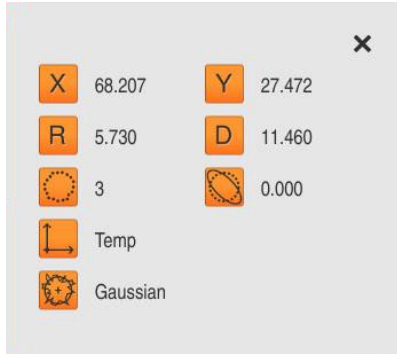 X 68.207 Y 27.472
R 5.730 D 11.460
3 0.000
Temp
Gaussian